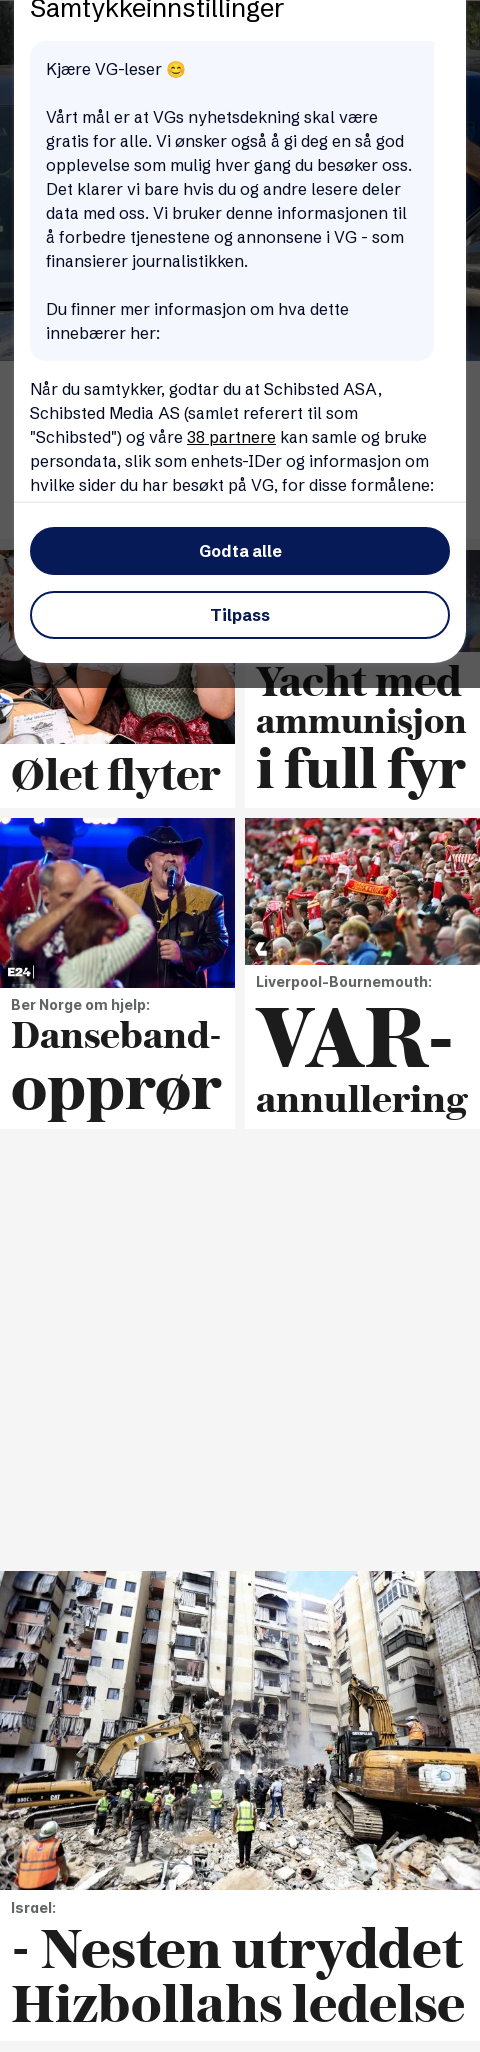 Samtykkeinnstillinger
Kjære VG-leser 😊
Vårt mål er at VGs nyhetsdekning skal være
gratis for alle. Vi ønsker også å gi deg en så god
opplevelse som mulig hver gang du besøker oss.
Det klarer vi bare hvis du og andre lesere deler
data med oss. Vi bruker denne informasjonen til
å forbedre tjenestene og annonsene i VG - som
finansierer journalistikken.
Du finner mer informasjon om hva dette
innebærer her:
Når du samtykker, godtar du at Schibsted ASA,
Schibsted Media AS (samlet referert til som
"Schibsted") og våre 38 partnere kan samle og bruke
persondata, slik som enhets-IDer og informasjon om
hvilke sider du har besøkt på VG, for disse formålene:
Godta alle
Tilpass
Ølet flyter
Yacht med
ammunisjon
i full fyr
E24
Ber Norge om hjelp:
Danseband-
opprør
Liverpool-Bournemouth:
VAR-
annullering
CAT
Israel:
- Nesten utryddet
Hizbollahs ledelse